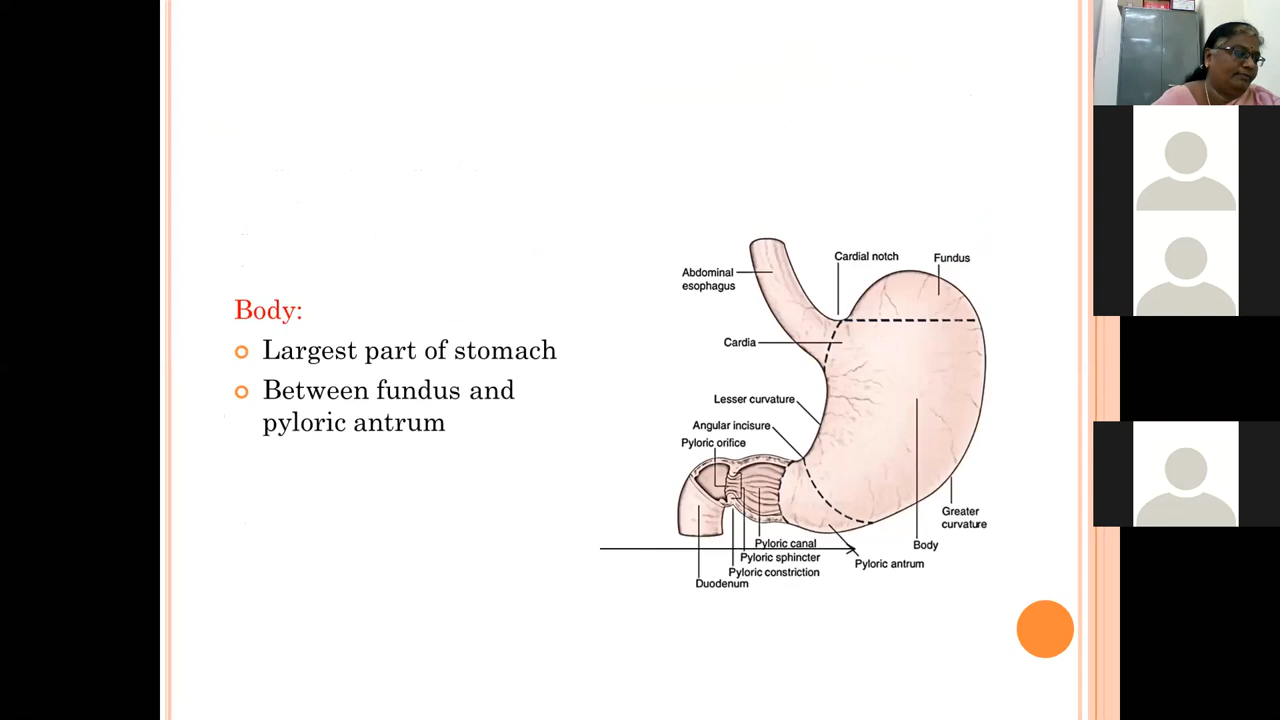 Body:
Largest part of stomach
Between fundus and
pyloric antrum
Cardial notch
Fundus
Abdominal
esophagus
Cardia
Lesser curvature
Angular incisure
Pyloric orifice
Greater
curvature
Pyloric canal
Body
Pyloric sphincter
Pyloric antrum
Pyloric constriction
Duodenum